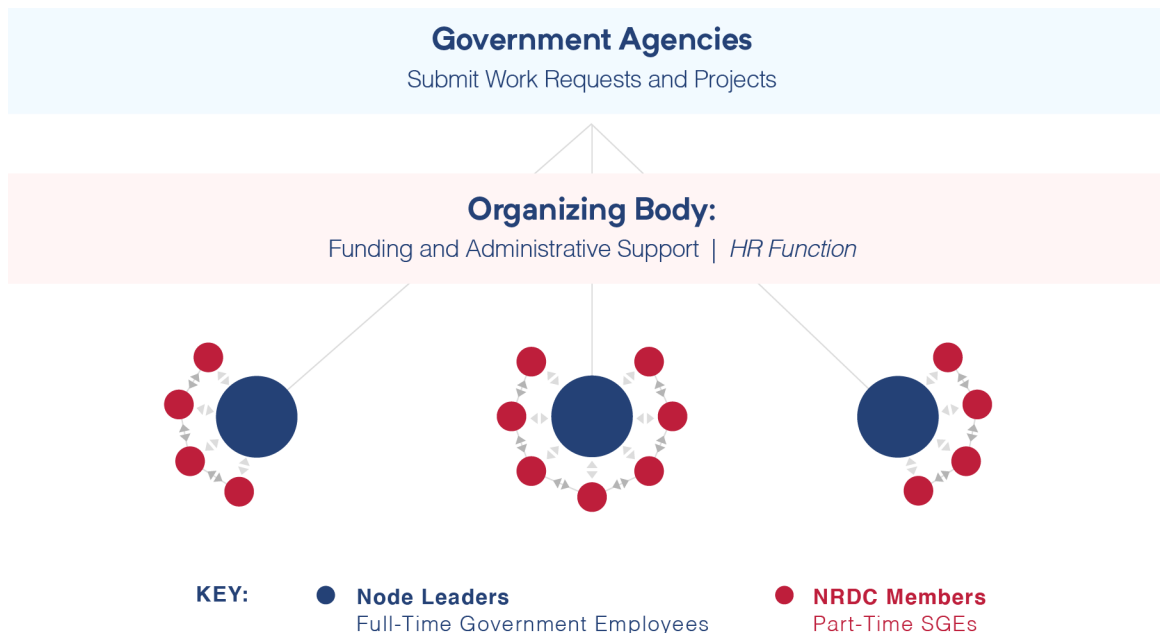 Government Agencies
Submit Work Requests and Projects
Organizing Body:
Funding and Administrative Support | HR Function
KEY:
Node Leaders
Full-Time Government Employees
NRDC Members
Part-Time SGEs